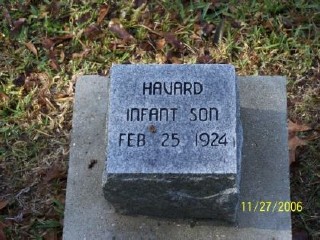 HAVARD
INFANT SON
FEB 25 1924
11/27/2006